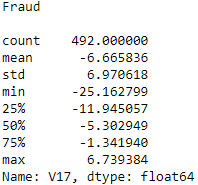 Fraud
count 492.000000
mean -6.665836
std 6.970618
min -25.162799
25% -11.945057
50% -5.302949
75% -1.341940
max 6.739384
Name: V17, dtype: float64